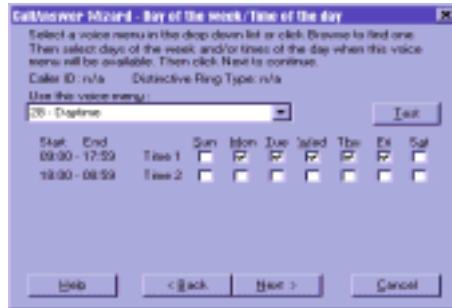 Call/Answer Wizard - Day of the week/Time of the day
Select a voice menu in the drop down list or click Browse to find one.
Then select days of the week and/or times of the day when this voice
menu will be available. Then click Next to continue.
Caller ID: n/a Distinctive Ring Type: n/a
Use this voice menu:
28 - Daytime Test
Start End Sun Mon Tue Wed Thu Fri Sat
09:00 - 17:59 Time 1
18:00 - 08:59 Time 2
Help < Back Next > Cancel